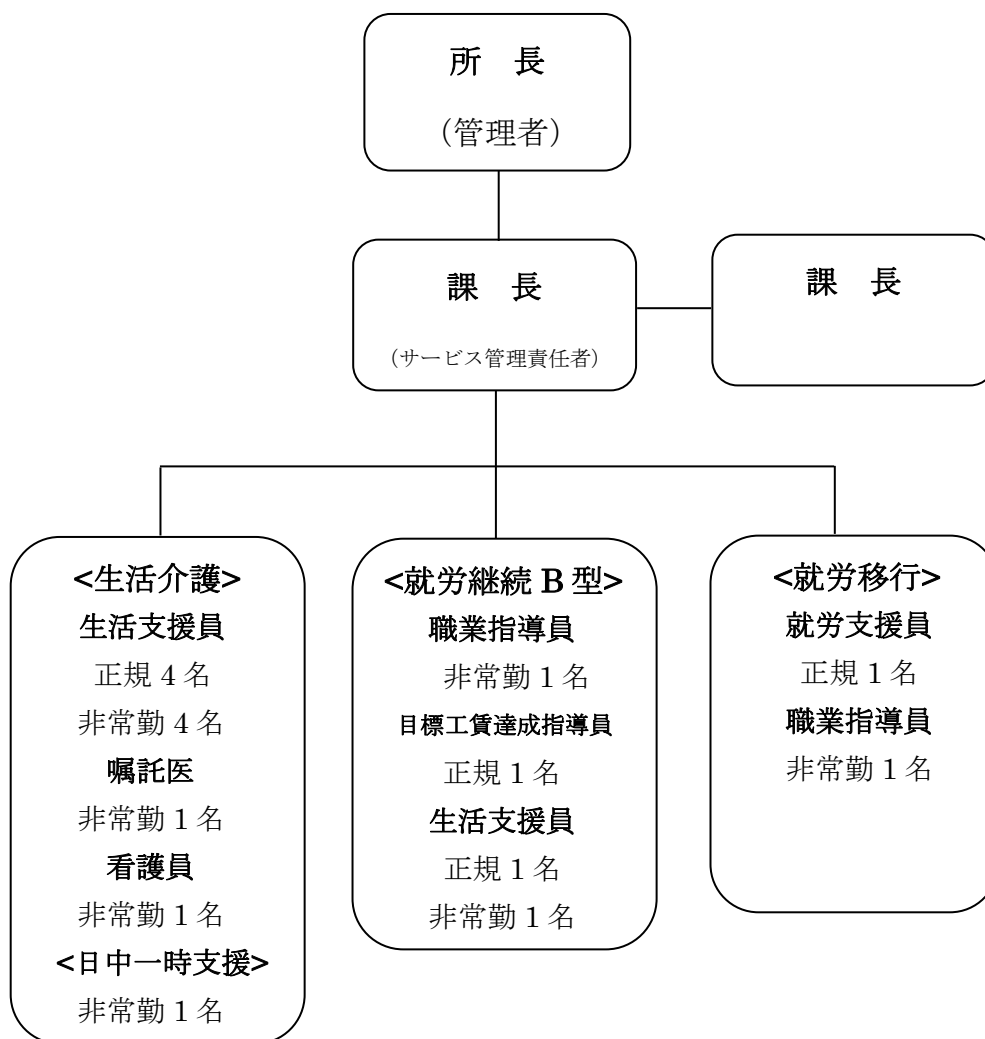 所　長
（管理者）
課　長
（サービス管理責任者）
課　長
<生活介護>
生活支援員
正規 4 名
非常勤 4 名
嘱託医
非常勤 1 名
看護員
非常勤 1 名
<日中一時支援>
非常勤 1 名
<就労継続 B 型>
職業指導員
非常勤 1 名
目標工賃達成指導員
正規 1 名
生活支援員
正規 1 名
非常勤 1 名
<就労移行>
就労支援員
正規 1 名
職業指導員
非常勤 1 名